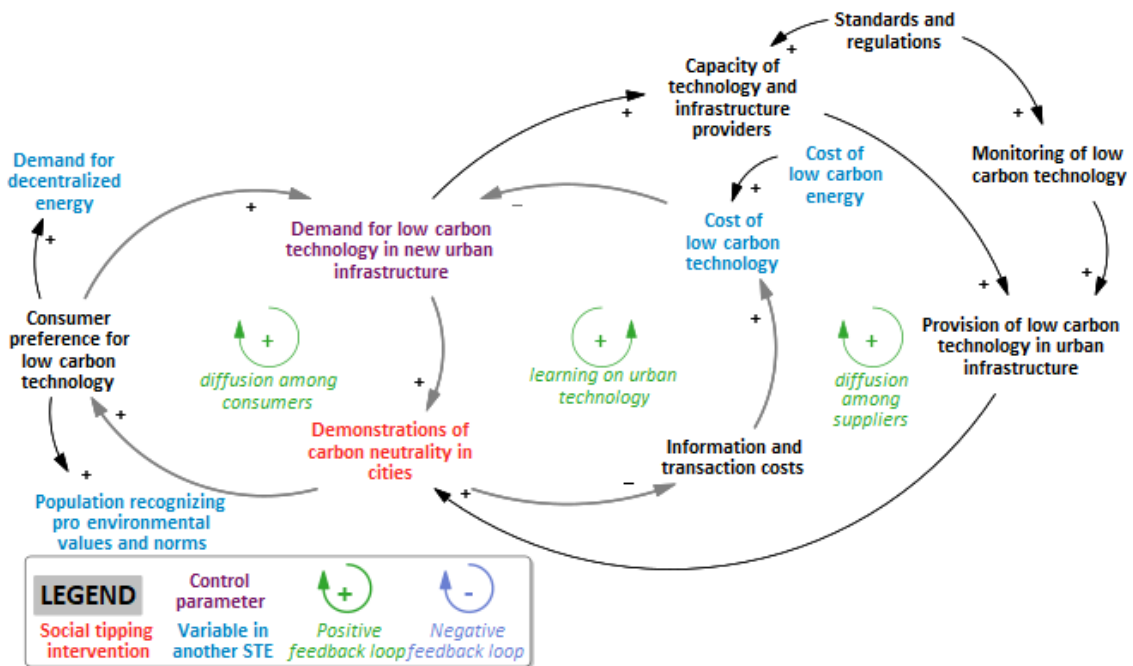 Standards and
regulations
+
Capacity of
technology and
infrastructure
providers
+
+
Monitoring of low
carbon technology
Demand for
decentralized
energy
+
Cost of
low carbon
energy
+
+
–
Demand for low carbon
technology in new urban
infrastructure
Cost of
low carbon
technology
+
+
+
Consumer
preference for
low carbon
technology
+
diffusion among
consumers
+
learning on urban
technology
+
+
diffusion
among
suppliers
Provision of low carbon
technology in urban
infrastructure
+
+
Demonstrations of
carbon neutrality in
cities
Information and
transaction costs
+
+
–
Population recognizing
pro environmental
values and norms
LEGEND
Control
parameter
+
-
Social tipping
intervention
Variable in
another STE
Positive
feedback loop
Negative
feedback loop